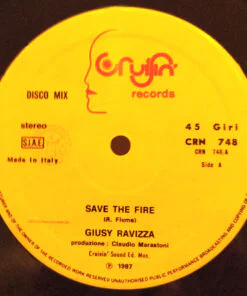 Cruisin'
records
DISCO MIX
45 Giri
stereo
CRN 748
S.I.A.E.
CRN 748.A
Made in Italy
Side A
SAVE THE FIRE
(R. Fiume)
GIUSY RAVIZZA
produzione : Claudio Marastoni
Cruisin' Sound Ed. Mus.
℗ 1987